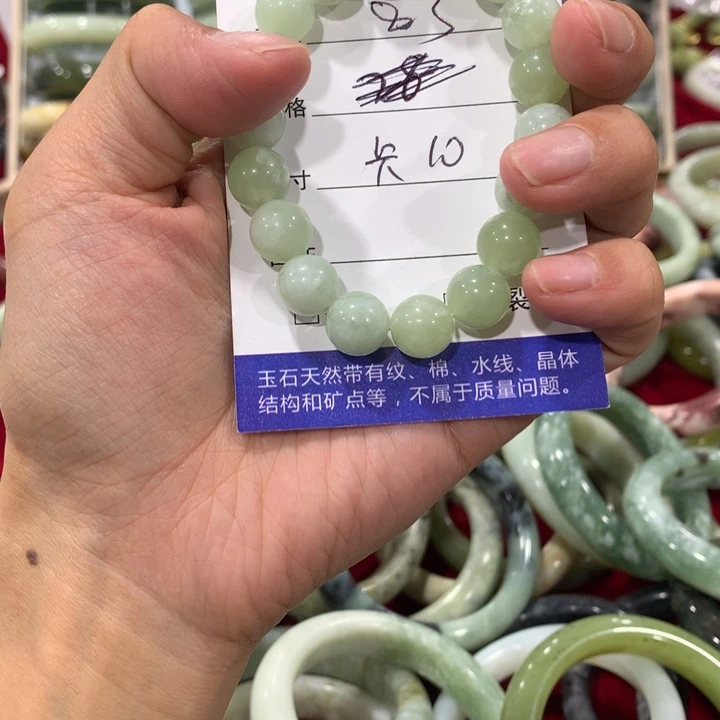 格
寸 长10
裂
玉石天然带有纹、棉、水线、晶体
结构和矿点等，不属于质量问题。